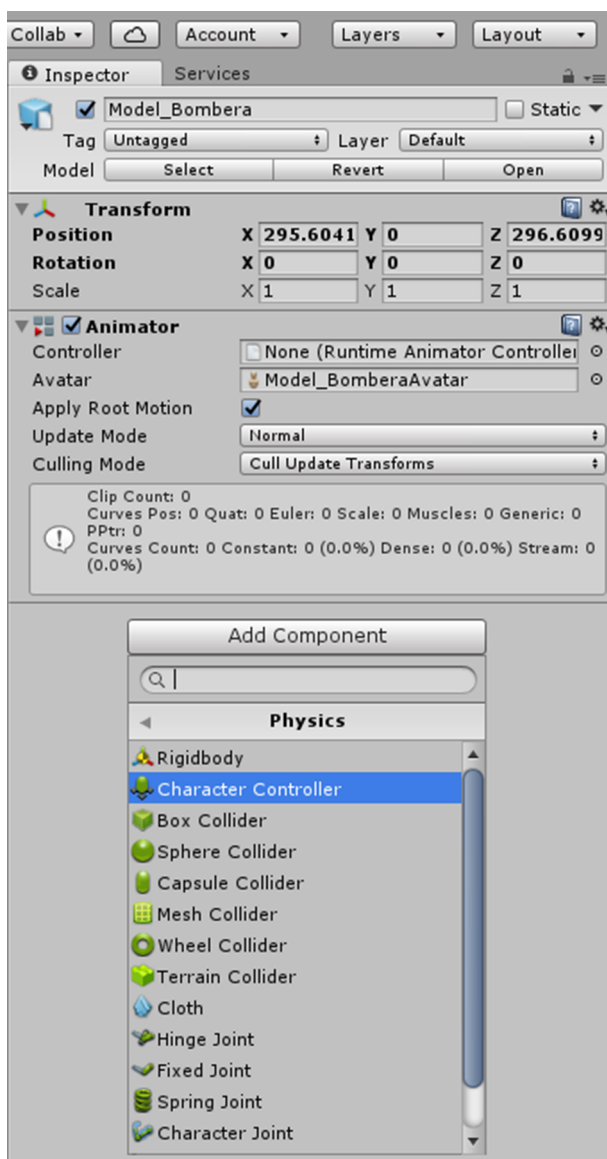 Collab Account Layers Layout
Inspector Services
Model_Bombera Static
Tag Untagged Layer Default
Model Select Revert Open
Transform
Position X 295.6041 Y 0 Z 296.6099
Rotation X 0 Y 0 Z 0
Scale X 1 Y 1 Z 1
Animator
Controller None (Runtime Animator Controller
Avatar Model_BomberaAvatar
Apply Root Motion
Update Mode Normal
Culling Mode Cull Update Transforms
Clip Count: 0
Curves Pos: 0 Quat: 0 Euler: 0 Scale: 0 Muscles: 0 Generic: 0
PPtr: 0
Curves Count: 0 Constant: 0 (0.0%) Dense: 0 (0.0%) Stream: 0
(0.0%)
Add Component
Physics
Rigidbody
Character Controller
Box Collider
Sphere Collider
Capsule Collider
Mesh Collider
Wheel Collider
Terrain Collider
Cloth
Hinge Joint
Fixed Joint
Spring Joint
Character Joint